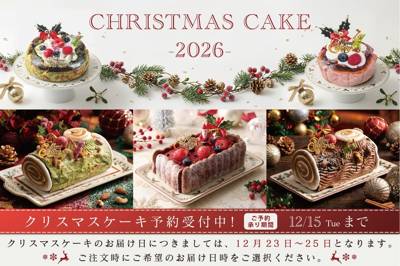 CHRISTMAS CAKE
-2026-
クリスマスケーキ予約受付中! ご予約承り期間 12/15 Tue まで
クリスマスケーキのお届け日につきましては、12月23日〜25日となります。
ご注文時にご希望のお届け日時をご選択ください。